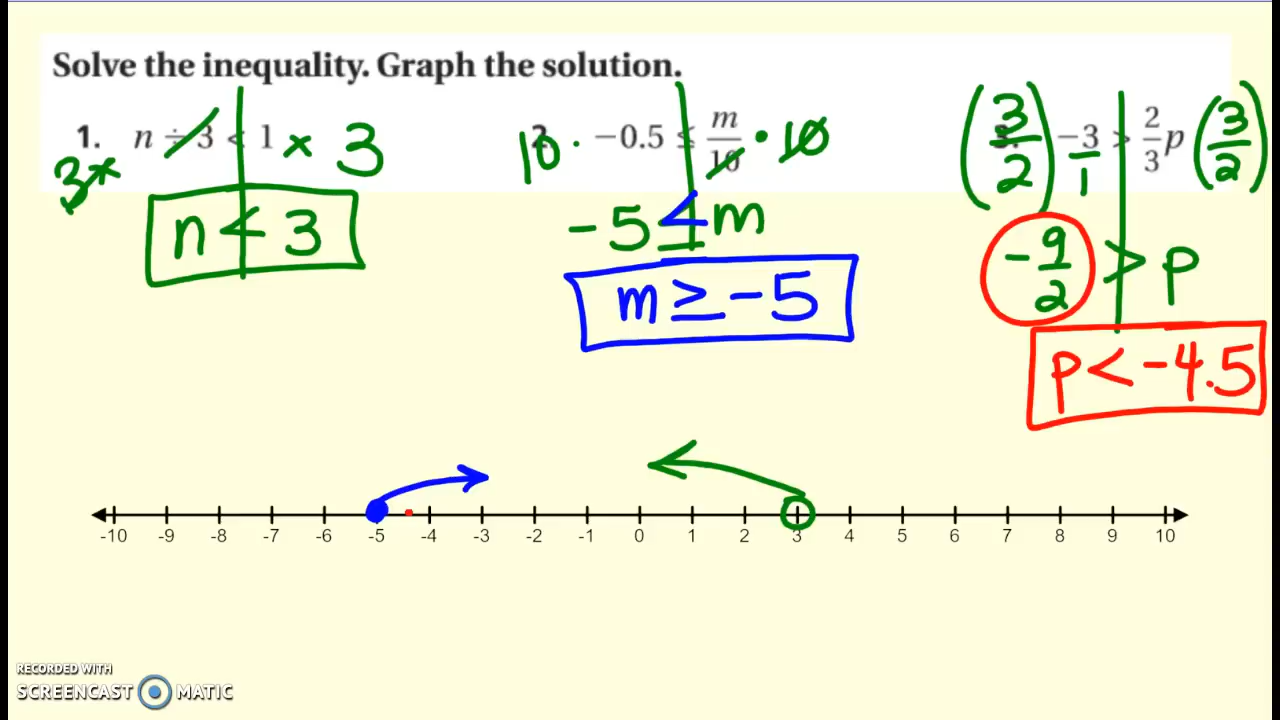 Solve the inequality. Graph the solution.
1. n ÷ 3 < 1 × 3
3×
n < 3
10 · 2. −0.5 ≤ m/10 · 10
−5 ≤ m
m ≥ −5
(3/2) 3. −3/1 > 2/3 p (3/2)
−9/2 > p
p < −4.5
-10 -9 -8 -7 -6 -5 -4 -3 -2 -1 0 1 2 3 4 5 6 7 8 9 10
RECORDED WITH
SCREENCAST MATIC